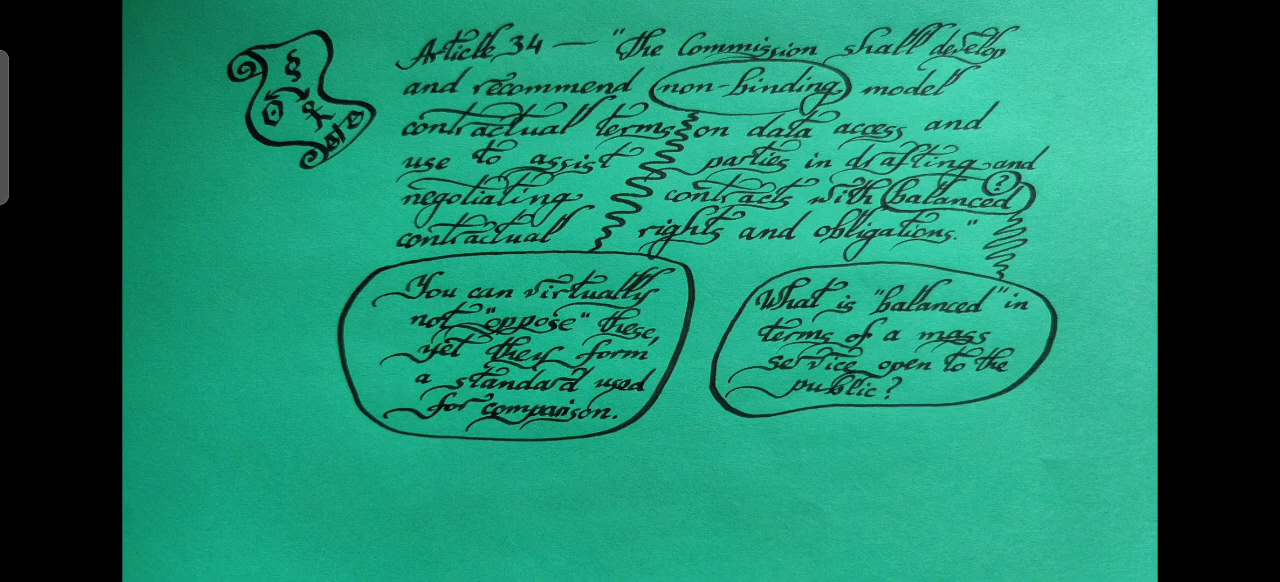 Article 34 — "The Commission shall develop
and recommend non-binding model
contractual terms on data access and
use to assist parties in drafting and
negotiating contracts with balanced ?
contractual rights and obligations."
You can virtually
not "oppose" these,
yet they form
a standard used
for comparison.
What is "balanced" in
terms of a mass
service open to the
public?